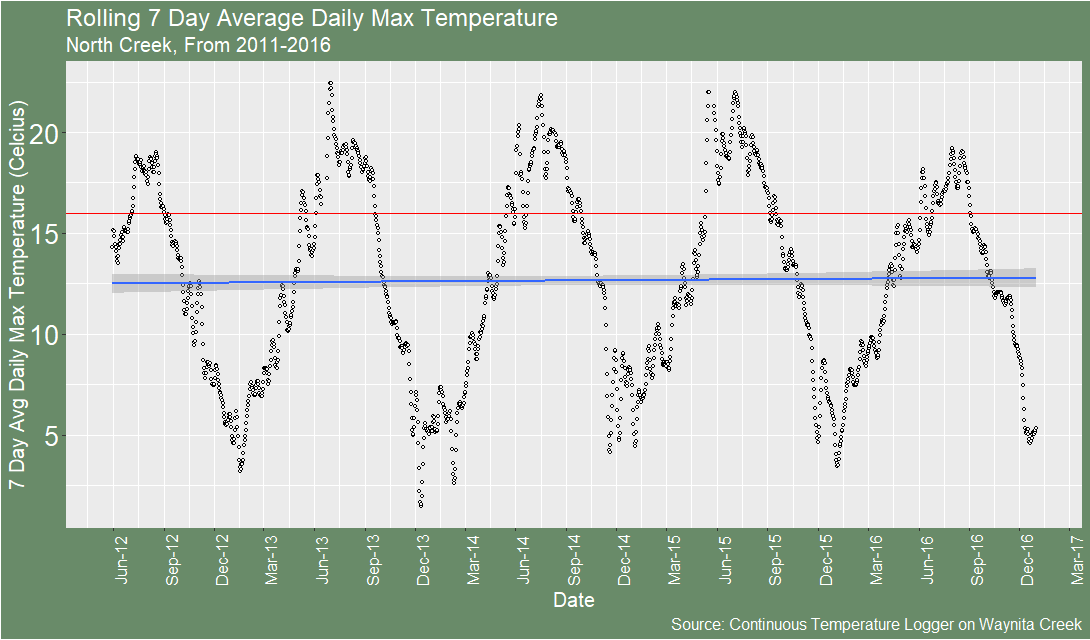 Rolling 7 Day Average Daily Max Temperature
North Creek, From 2011-2016
7 Day Avg Daily Max Temperature (Celcius)
20
15
10
5
Jun-12
Sep-12
Dec-12
Mar-13
Jun-13
Sep-13
Dec-13
Mar-14
Jun-14
Sep-14
Dec-14
Mar-15
Jun-15
Sep-15
Dec-15
Mar-16
Jun-16
Sep-16
Dec-16
Mar-17
Date
Source: Continuous Temperature Logger on Waynita Creek